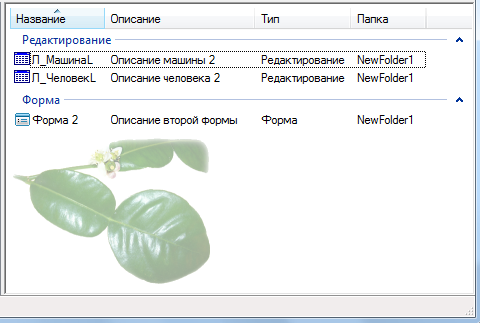 Название Описание Тип Папка
Редактирование
Л_МашинаL Описание машины 2 Редактирование NewFolder1
Л_ЧеловекL Описание человека 2 Редактирование NewFolder1
Форма
Форма 2 Описание второй формы Форма NewFolder1